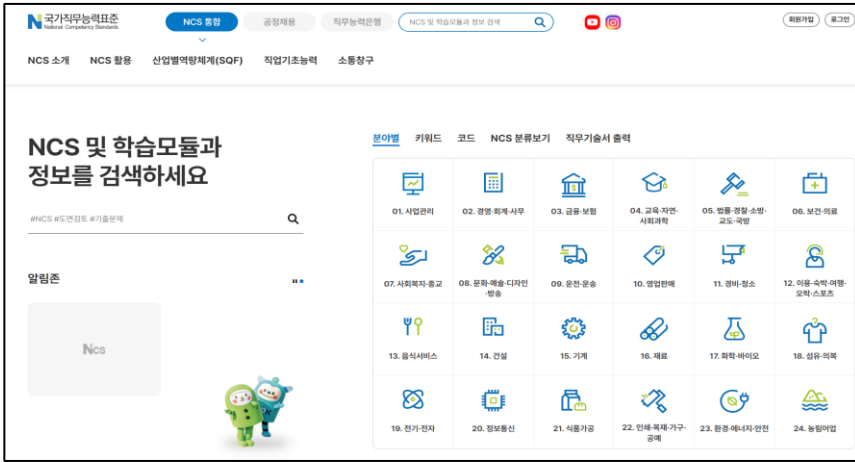 국가직무능력표준
National Competency Standards
NCS 통합
공정채용
직무능력은행
NCS 및 학습모듈과 정보 검색
회원가입
로그인
NCS 소개
NCS 활용
산업별역량체계(SQF)
직업기초능력
소통창구
NCS 및 학습모듈과
정보를 검색하세요
#NCS #도면검토 #기출문제
알림존
NCS
분야별
키워드
코드
NCS 분류보기
직무기술서 출력
01. 사업관리
02. 경영·회계·사무
03. 금융·보험
04. 교육·자연·
사회과학
05. 법률·경찰·소방·
교도·국방
06. 보건·의료
07. 사회복지·종교
08. 문화·예술·디자인
·방송
09. 운전·운송
10. 영업판매
11. 경비·청소
12. 이용·숙박·여행·
오락·스포츠
13. 음식서비스
14. 건설
15. 기계
16. 재료
17. 화학·바이오
18. 섬유·의복
19. 전기·전자
20. 정보통신
21. 식품가공
22. 인쇄·목재·가구·
공예
23. 환경·에너지·안전
24. 농림어업